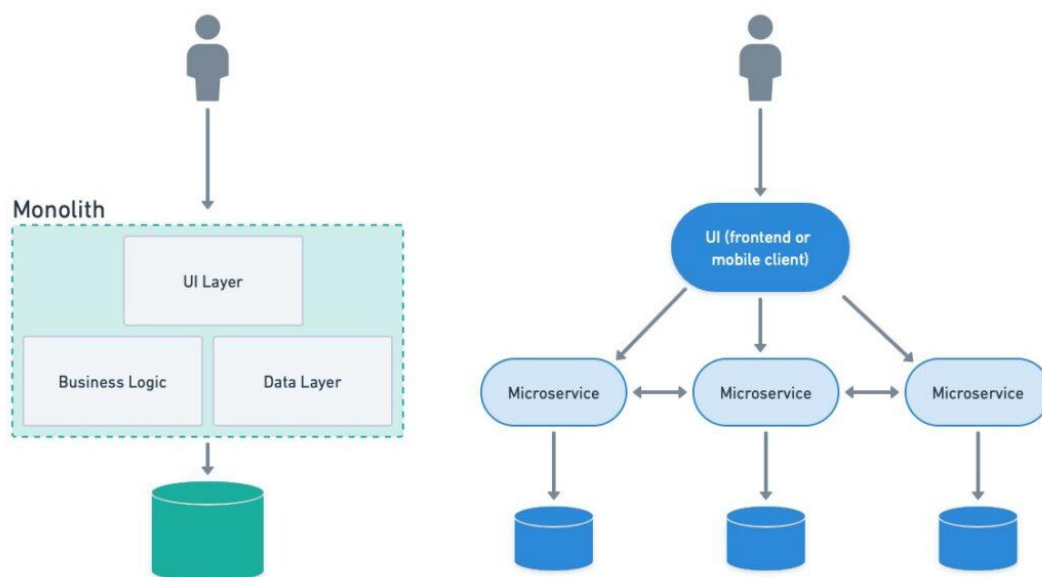 Monolith
UI Layer
Business Logic
Data Layer
UI (frontend or
mobile client)
Microservice
Microservice
Microservice